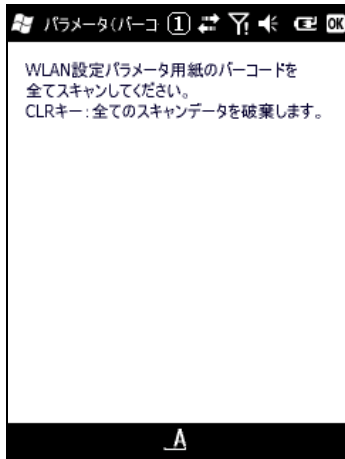 パラメータ(バーコ 1 OK
WLAN設定パラメータ用紙のバーコードを
全てスキャンしてください。
CLRキー:全てのスキャンデータを破棄します。
A